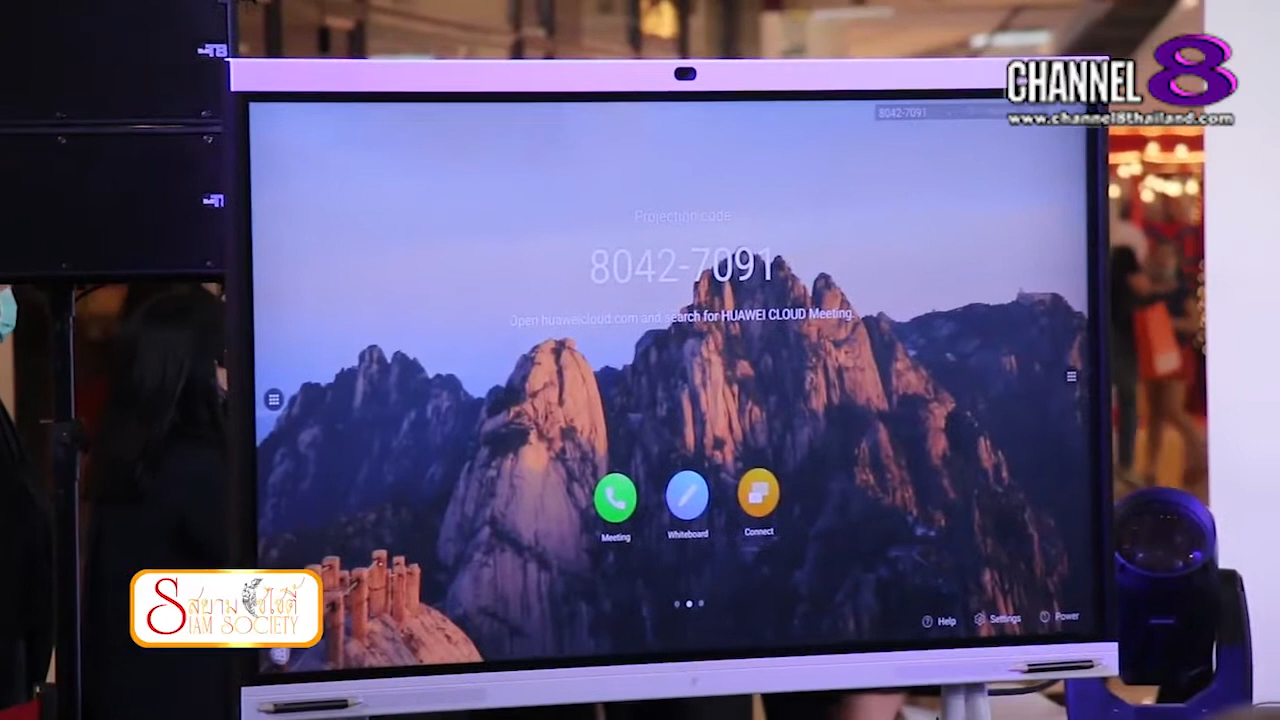 CHANNEL 8
www.channel8thailand.com
8042-7091
Projection code
8042-7091
Open huaweicloud.com and search for HUAWEI CLOUD Meeting.
Meeting
Whiteboard
Connect
Help
Settings
Power
สยาม โซไซตี้
SIAM SOCIETY